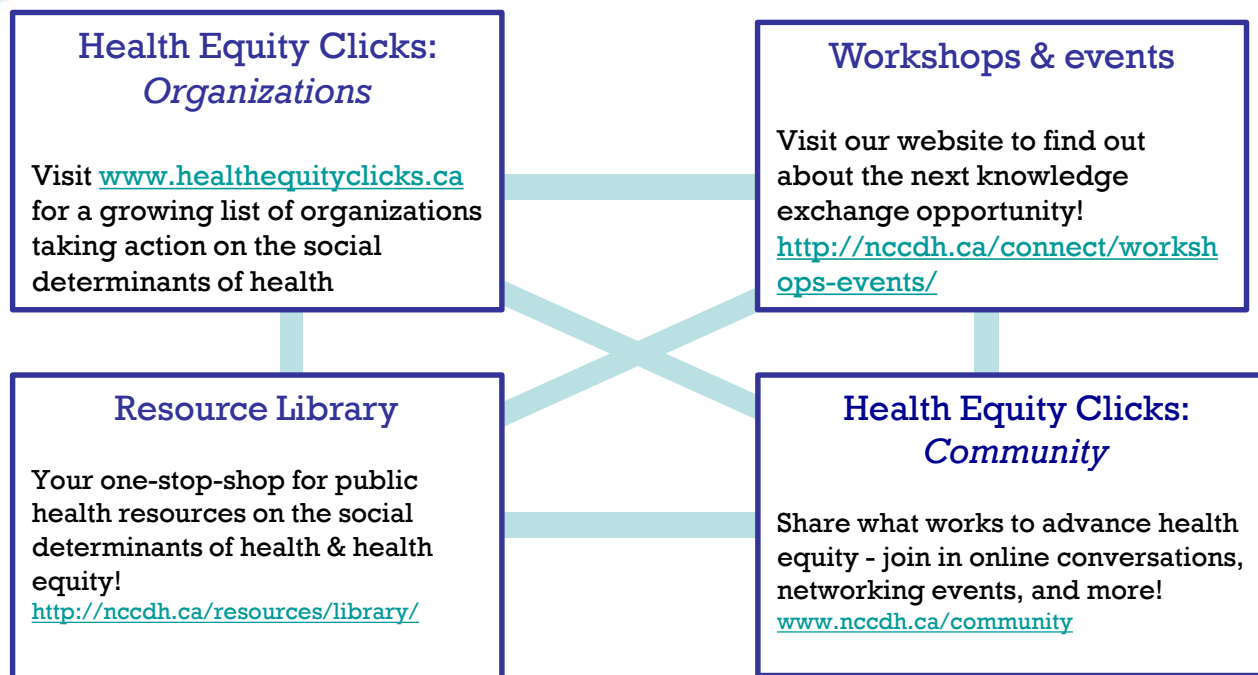 Health Equity Clicks:
Organizations
Visit www.healthequityclicks.ca
for a growing list of organizations
taking action on the social
determinants of health
Workshops & events
Visit our website to find out
about the next knowledge
exchange opportunity!
http://nccdh.ca/connect/worksh
ops-events/
Resource Library
Your one-stop-shop for public
health resources on the social
determinants of health & health
equity!
http://nccdh.ca/resources/library/
Health Equity Clicks:
Community
Share what works to advance health
equity - join in online conversations,
networking events, and more!
www.nccdh.ca/community